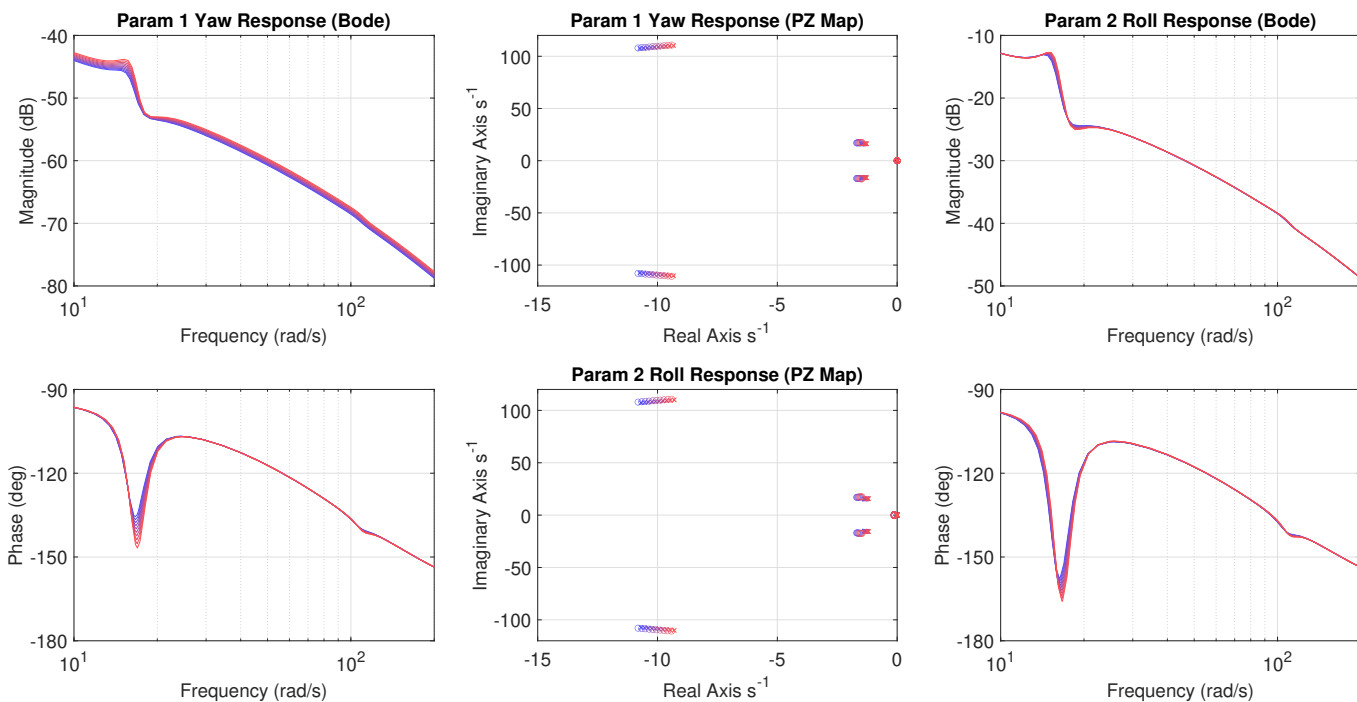 Param 1 Yaw Response (Bode)
-40
-50
-60
-70
-80
Magnitude (dB)
10^1
10^2
Frequency (rad/s)
-90
-120
-150
-180
Phase (deg)
10^1
10^2
Frequency (rad/s)
Param 1 Yaw Response (PZ Map)
100
50
0
-50
-100
Imaginary Axis s^-1
-15
-10
-5
0
Real Axis s^-1
Param 2 Roll Response (PZ Map)
100
50
0
-50
-100
Imaginary Axis s^-1
-15
-10
-5
0
Real Axis s^-1
Param 2 Roll Response (Bode)
-10
-20
-30
-40
-50
Magnitude (dB)
10^1
10^2
Frequency (rad/s)
-90
-120
-150
-180
Phase (deg)
10^1
10^2
Frequency (rad/s)